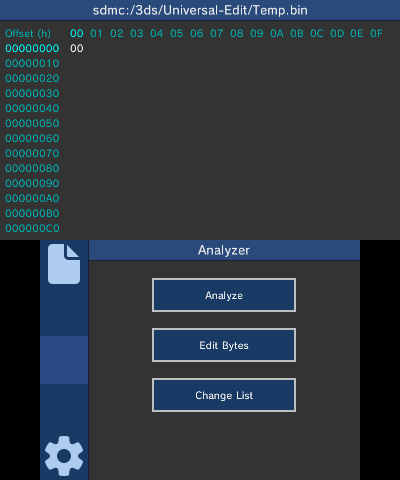 sdmc:/3ds/Universal-Edit/Temp.bin
Offset (h) 00 01 02 03 04 05 06 07 08 09 0A 0B 0C 0D 0E 0F
00000000 00
00000010
00000020
00000030
00000040
00000050
00000060
00000070
00000080
00000090
000000A0
000000B0
000000C0
Analyzer
Analyze
Edit Bytes
Change List